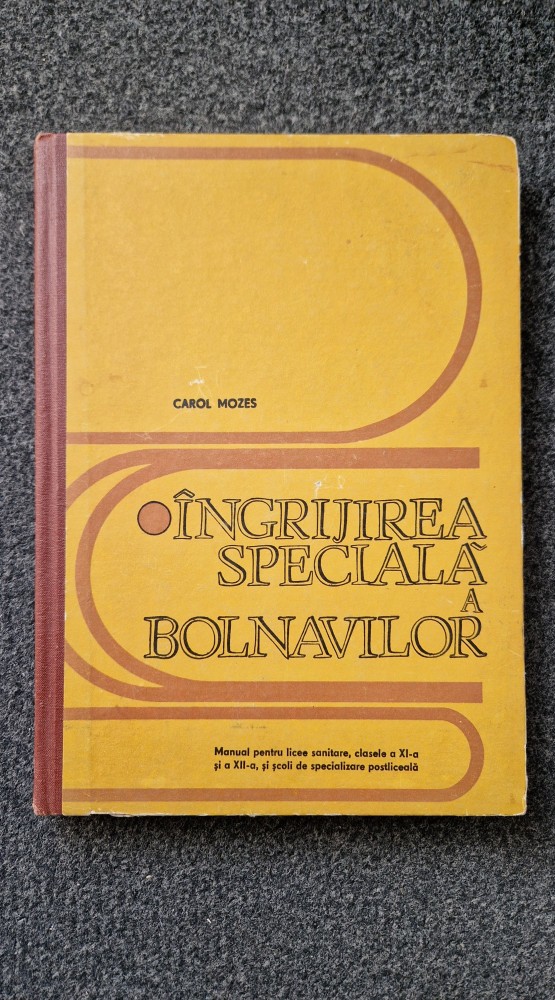 CAROL MOZES
ÎNGRIJIREA
SPECIALĂ
A
BOLNAVILOR
Manual pentru licee sanitare, clasele a XI-a
și a XII-a, și școli de specializare postliceală